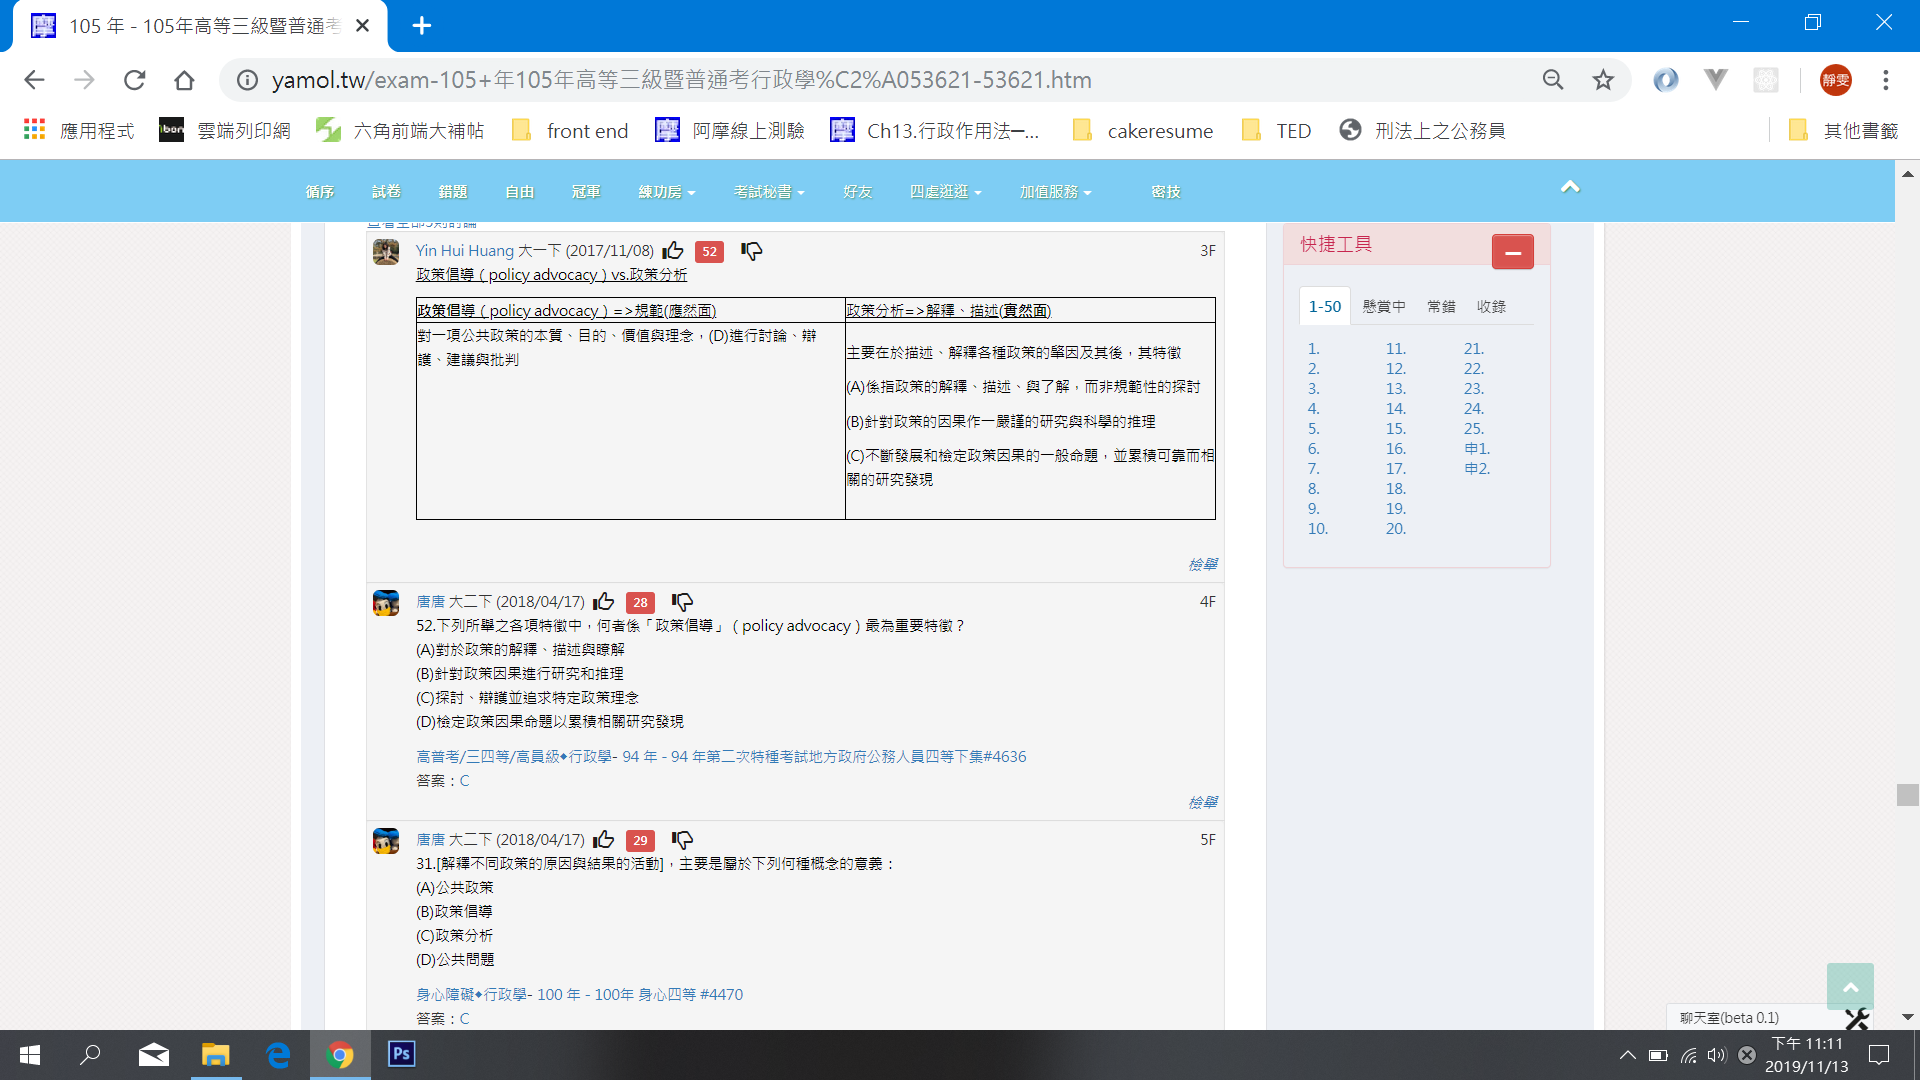 105 年 - 105年高等三級暨普通考
yamol.tw/exam-105+年105年高等三級暨普通考行政學%C2%A053621-53621.htm
靜雯
應用程式
ibon
雲端列印網
六角前端大補帖
front end
阿摩線上測驗
Ch13.行政作用法─...
cakeresume
TED
刑法上之公務員
其他書籤
循序 試卷 錯題 自由 冠軍 練功房 考試秘書 好友 四處逛逛 加值服務 密技
查看全部5則討論
Yin Hui Huang 大一下 (2017/11/08) 52
3F
政策倡導（policy advocacy）vs.政策分析
政策倡導（policy advocacy）=>規範(應然面)
政策分析=>解釋、描述(實然面)
對一項公共政策的本質、目的、價值與理念，(D)進行討論、辯
護、建議與批判
主要在於描述、解釋各種政策的肇因及其後，其特徵
(A)係指政策的解釋、描述、與了解，而非規範性的探討
(B)針對政策的因果作一嚴謹的研究與科學的推理
(C)不斷發展和檢定政策因果的一般命題，並累積可靠而相
關的研究發現
檢舉
唐唐 大二下 (2018/04/17) 28
4F
52.下列所舉之各項特徵中，何者係「政策倡導」（policy advocacy）最為重要特徵？
(A)對於政策的解釋、描述與瞭解
(B)針對政策因果進行研究和推理
(C)探討、辯護並追求特定政策理念
(D)檢定政策因果命題以累積相關研究發現
高普考/三四等/高員級◆行政學- 94 年 - 94 年第二次特種考試地方政府公務人員四等下集#4636
答案：C
檢舉
唐唐 大二下 (2018/04/17) 29
5F
31.[解釋不同政策的原因與結果的活動]，主要是屬於下列何種概念的意義：
(A)公共政策
(B)政策倡導
(C)政策分析
(D)公共問題
身心障礙◆行政學- 100 年 - 100年 身心四等 #4470
答案：C
快捷工具
1-50 懸賞中 常錯 收錄
1. 11. 21.
2. 12. 22.
3. 13. 23.
4. 14. 24.
5. 15. 25.
6. 16. 申1.
7. 17. 申2.
8. 18.
9. 19.
10. 20.
聊天室(beta 0.1)
Ps
下午 11:11
2019/11/13